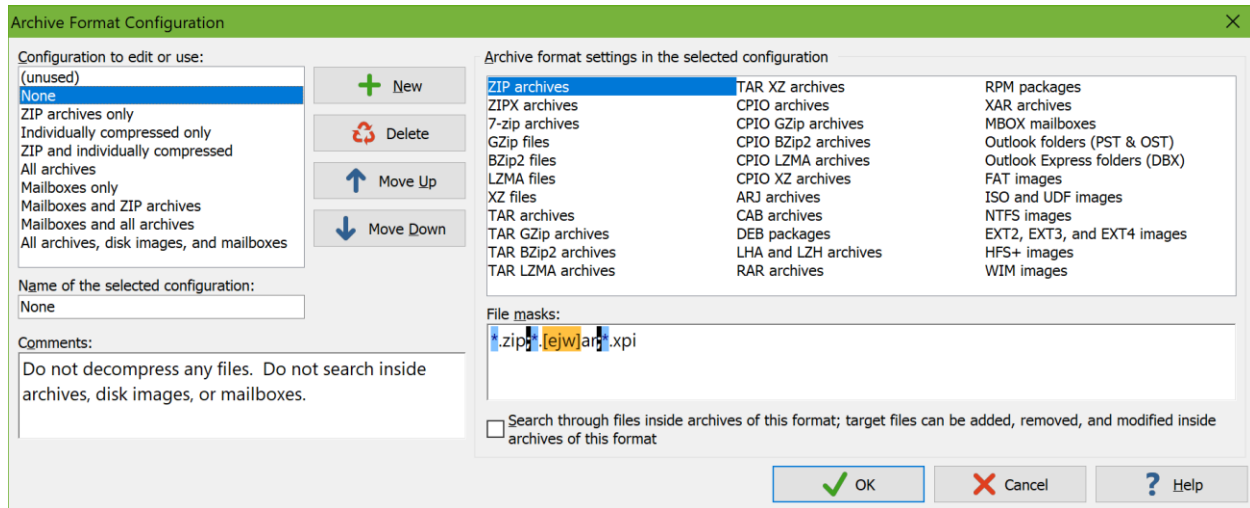 Archive Format Configuration
Configuration to edit or use:
(unused)
None
ZIP archives only
Individually compressed only
ZIP and individually compressed
All archives
Mailboxes only
Mailboxes and ZIP archives
Mailboxes and all archives
All archives, disk images, and mailboxes
New
Delete
Move Up
Move Down
Name of the selected configuration:
None
Comments:
Do not decompress any files.  Do not search inside
archives, disk images, or mailboxes.
Archive format settings in the selected configuration
ZIP archives
ZIPX archives
7-zip archives
GZip files
BZip2 files
LZMA files
XZ files
TAR archives
TAR GZip archives
TAR BZip2 archives
TAR LZMA archives
TAR XZ archives
CPIO archives
CPIO GZip archives
CPIO BZip2 archives
CPIO LZMA archives
CPIO XZ archives
ARJ archives
CAB archives
DEB packages
LHA and LZH archives
RAR archives
RPM packages
XAR archives
MBOX mailboxes
Outlook folders (PST & OST)
Outlook Express folders (DBX)
FAT images
ISO and UDF images
NTFS images
EXT2, EXT3, and EXT4 images
HFS+ images
WIM images
File masks:
*.zip;*.[ejw]ar;*.xpi
Search through files inside archives of this format; target files can be added, removed, and modified inside
archives of this format
OK
Cancel
Help